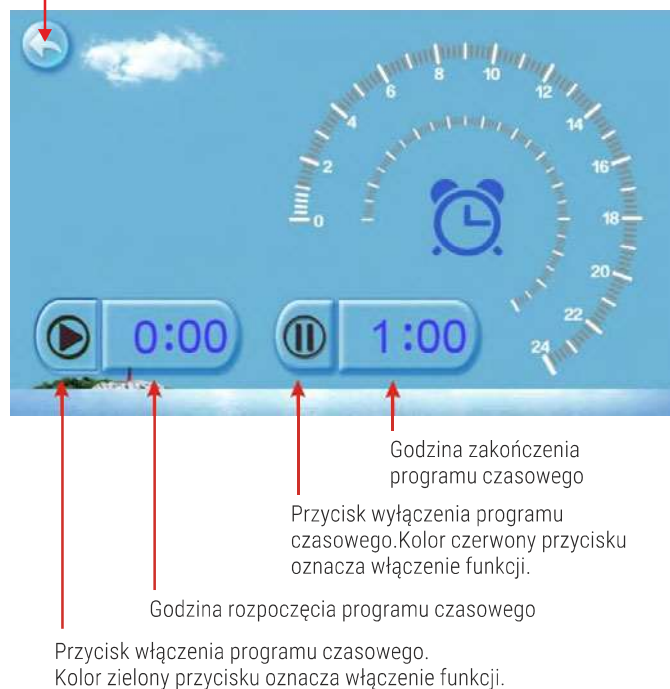 0
2
4
6
8
10
12
14
16
18
20
22
24
0:00
1:00
Godzina zakończenia
programu czasowego
Przycisk wyłączenia programu
czasowego.Kolor czerwony przycisku
oznacza włączenie funkcji.
Godzina rozpoczęcia programu czasowego
Przycisk włączenia programu czasowego.
Kolor zielony przycisku oznacza włączenie funkcji.